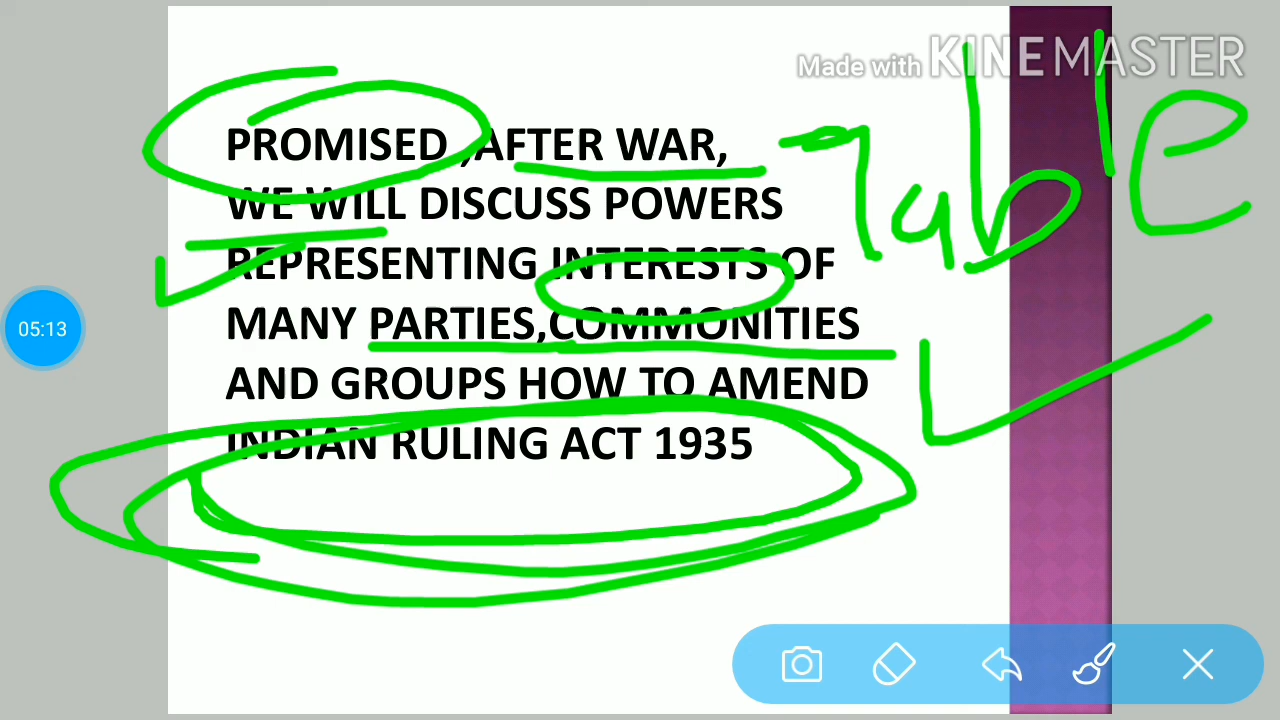 Made with KINEMASTER
PROMISED ,AFTER WAR,
Table
WE WILL DISCUSS POWERS
REPRESENTING INTERESTS OF
MANY PARTIES,COMMONITIES
AND GROUPS HOW TO AMEND
INDIAN RULING ACT 1935
05:13